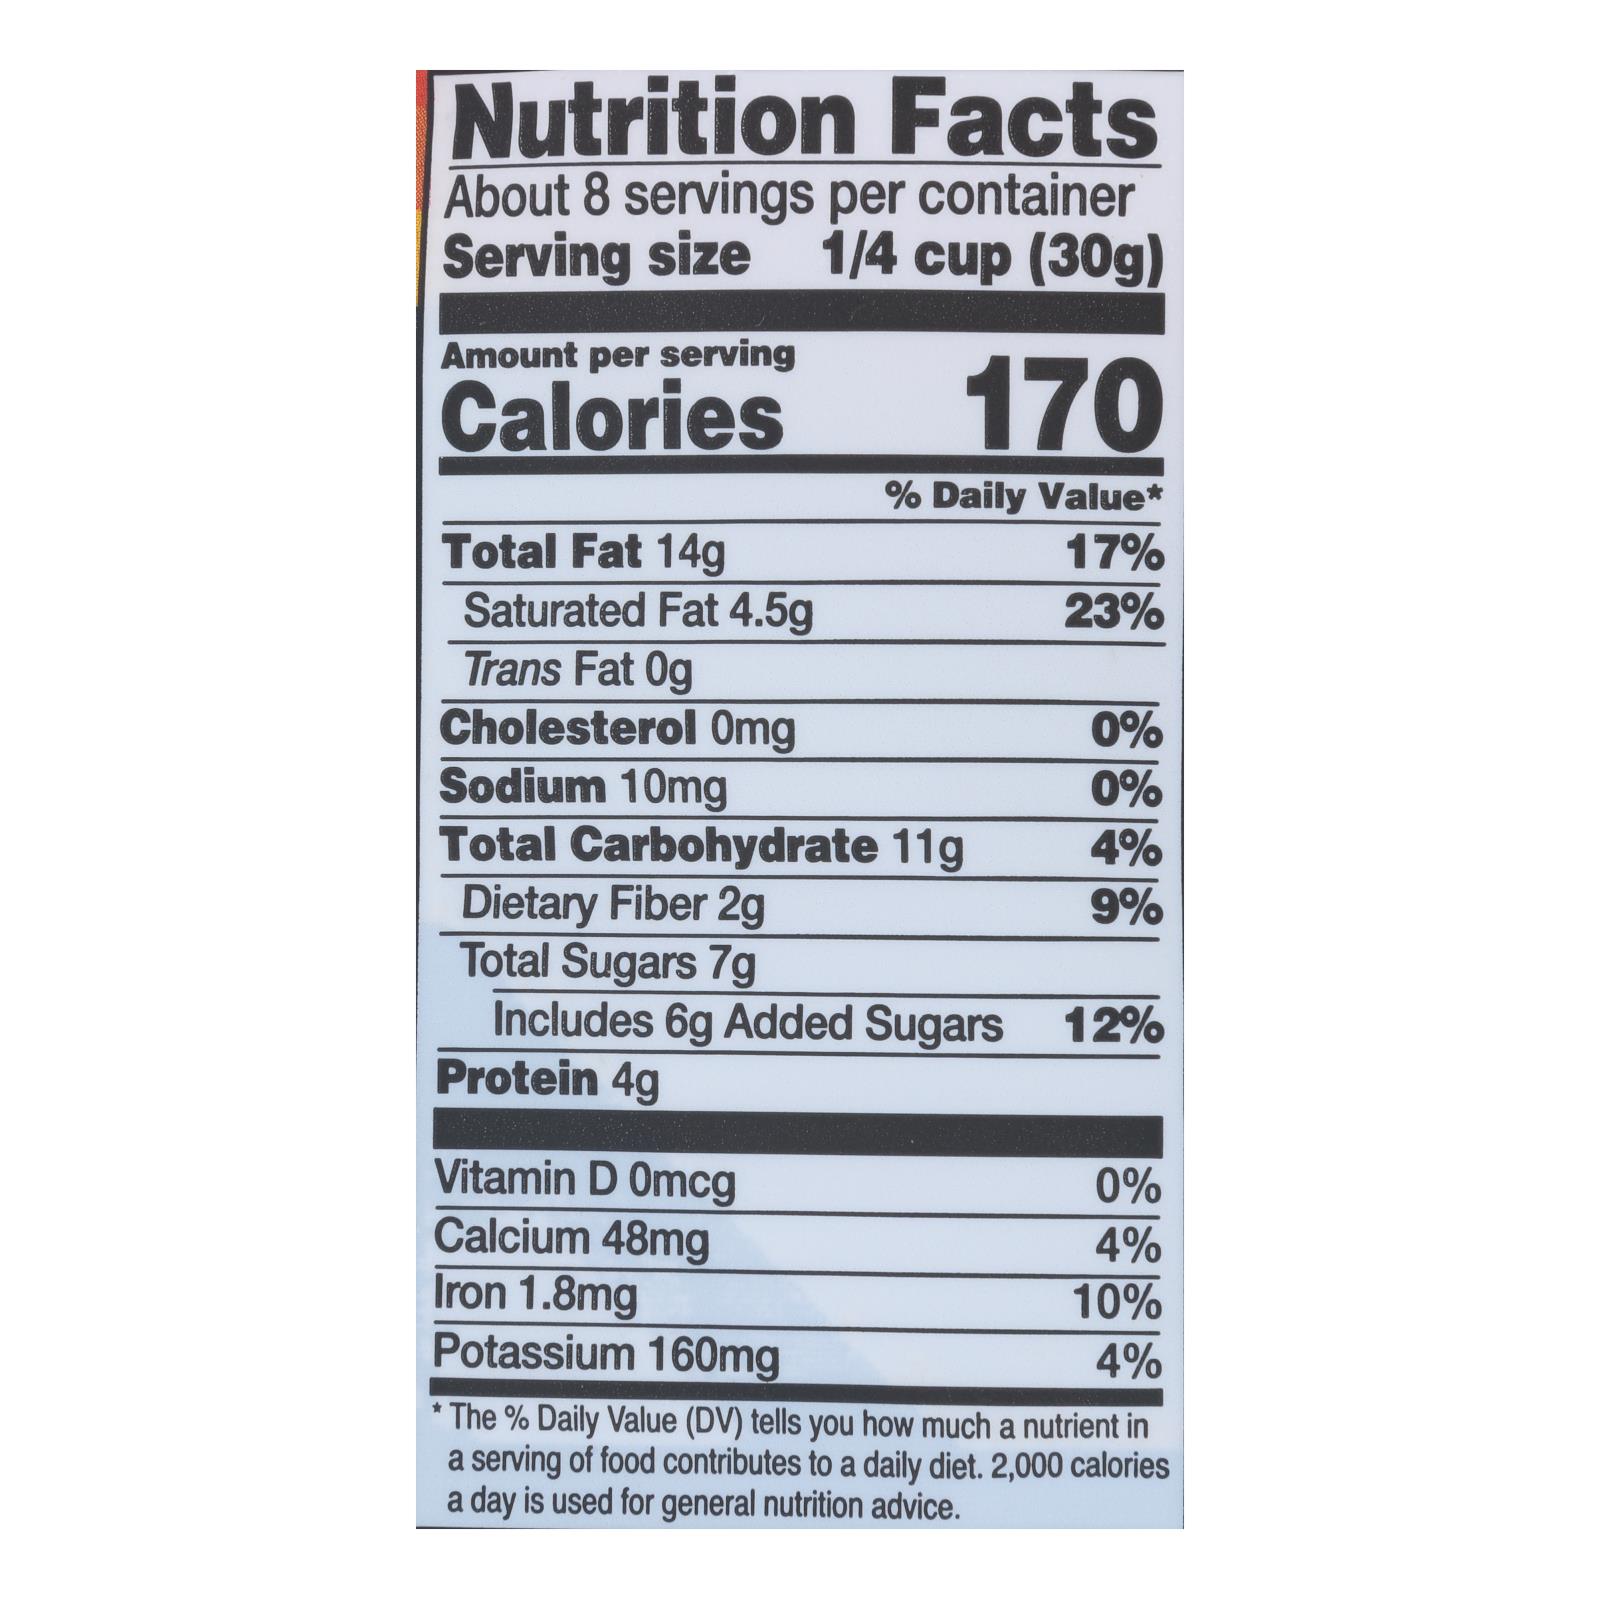 Nutrition Facts
About 8 servings per container
Serving size 1/4 cup (30g)
Amount per serving
Calories 170
% Daily Value*
Total Fat 14g 17%
Saturated Fat 4.5g 23%
Trans Fat 0g
Cholesterol 0mg 0%
Sodium 10mg 0%
Total Carbohydrate 11g 4%
Dietary Fiber 2g 9%
Total Sugars 7g
Includes 6g Added Sugars 12%
Protein 4g
Vitamin D 0mcg 0%
Calcium 48mg 4%
Iron 1.8mg 10%
Potassium 160mg 4%
* The % Daily Value (DV) tells you how much a nutrient in
a serving of food contributes to a daily diet. 2,000 calories
a day is used for general nutrition advice.